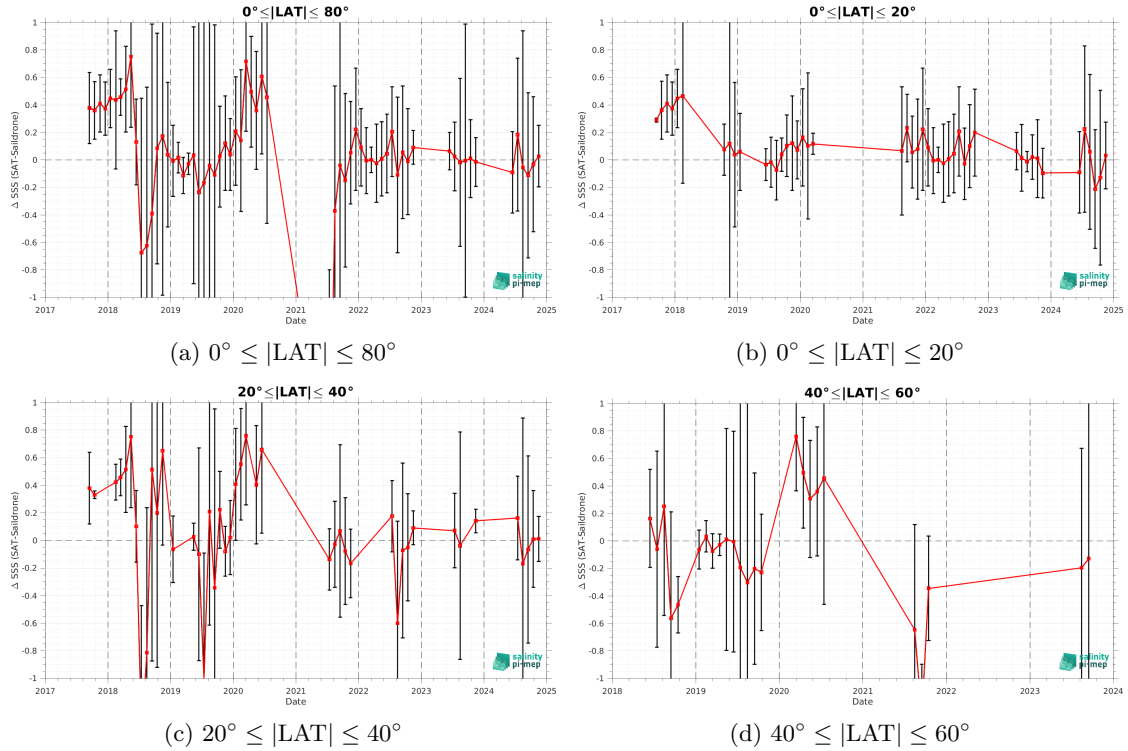 0°≤|LAT|≤ 80°
1
0.8
0.6
0.4
0.2
0
-0.2
-0.4
-0.6
-0.8
-1
Δ SSS (SAT-Saildrone)
2017 2018 2019 2020 2021 2022 2023 2024 2025
Date
salinity
pi-mep
(a) 0° ≤ |LAT| ≤ 80°
0°≤|LAT|≤ 20°
1
0.8
0.6
0.4
0.2
0
-0.2
-0.4
-0.6
-0.8
-1
Δ SSS (SAT-Saildrone)
2017 2018 2019 2020 2021 2022 2023 2024 2025
Date
salinity
pi-mep
(b) 0° ≤ |LAT| ≤ 20°
20°≤|LAT|≤ 40°
1
0.8
0.6
0.4
0.2
0
-0.2
-0.4
-0.6
-0.8
-1
Δ SSS (SAT-Saildrone)
2017 2018 2019 2020 2021 2022 2023 2024 2025
Date
salinity
pi-mep
(c) 20° ≤ |LAT| ≤ 40°
40°≤|LAT|≤ 60°
1
0.8
0.6
0.4
0.2
0
-0.2
-0.4
-0.6
-0.8
-1
Δ SSS (SAT-Saildrone)
2018 2019 2020 2021 2022 2023 2024
Date
salinity
pi-mep
(d) 40° ≤ |LAT| ≤ 60°